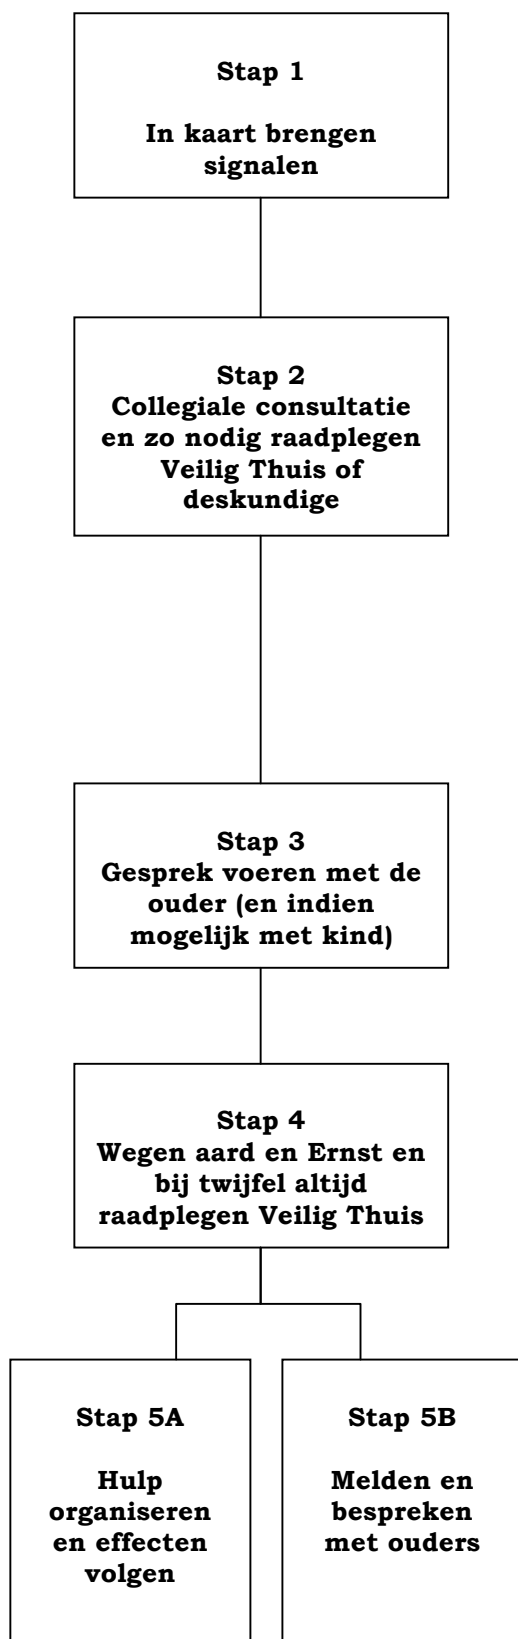 Stap 1
In kaart brengen
signalen
Stap 2
Collegiale consultatie
en zo nodig raadplegen
Veilig Thuis of
deskundige
Stap 3
Gesprek voeren met de
ouder (en indien
mogelijk met kind)
Stap 4
Wegen aard en Ernst en
bij twijfel altijd
raadplegen Veilig Thuis
Stap 5A
Hulp
organiseren
en effecten
volgen
Stap 5B
Melden en
bespreken
met ouders